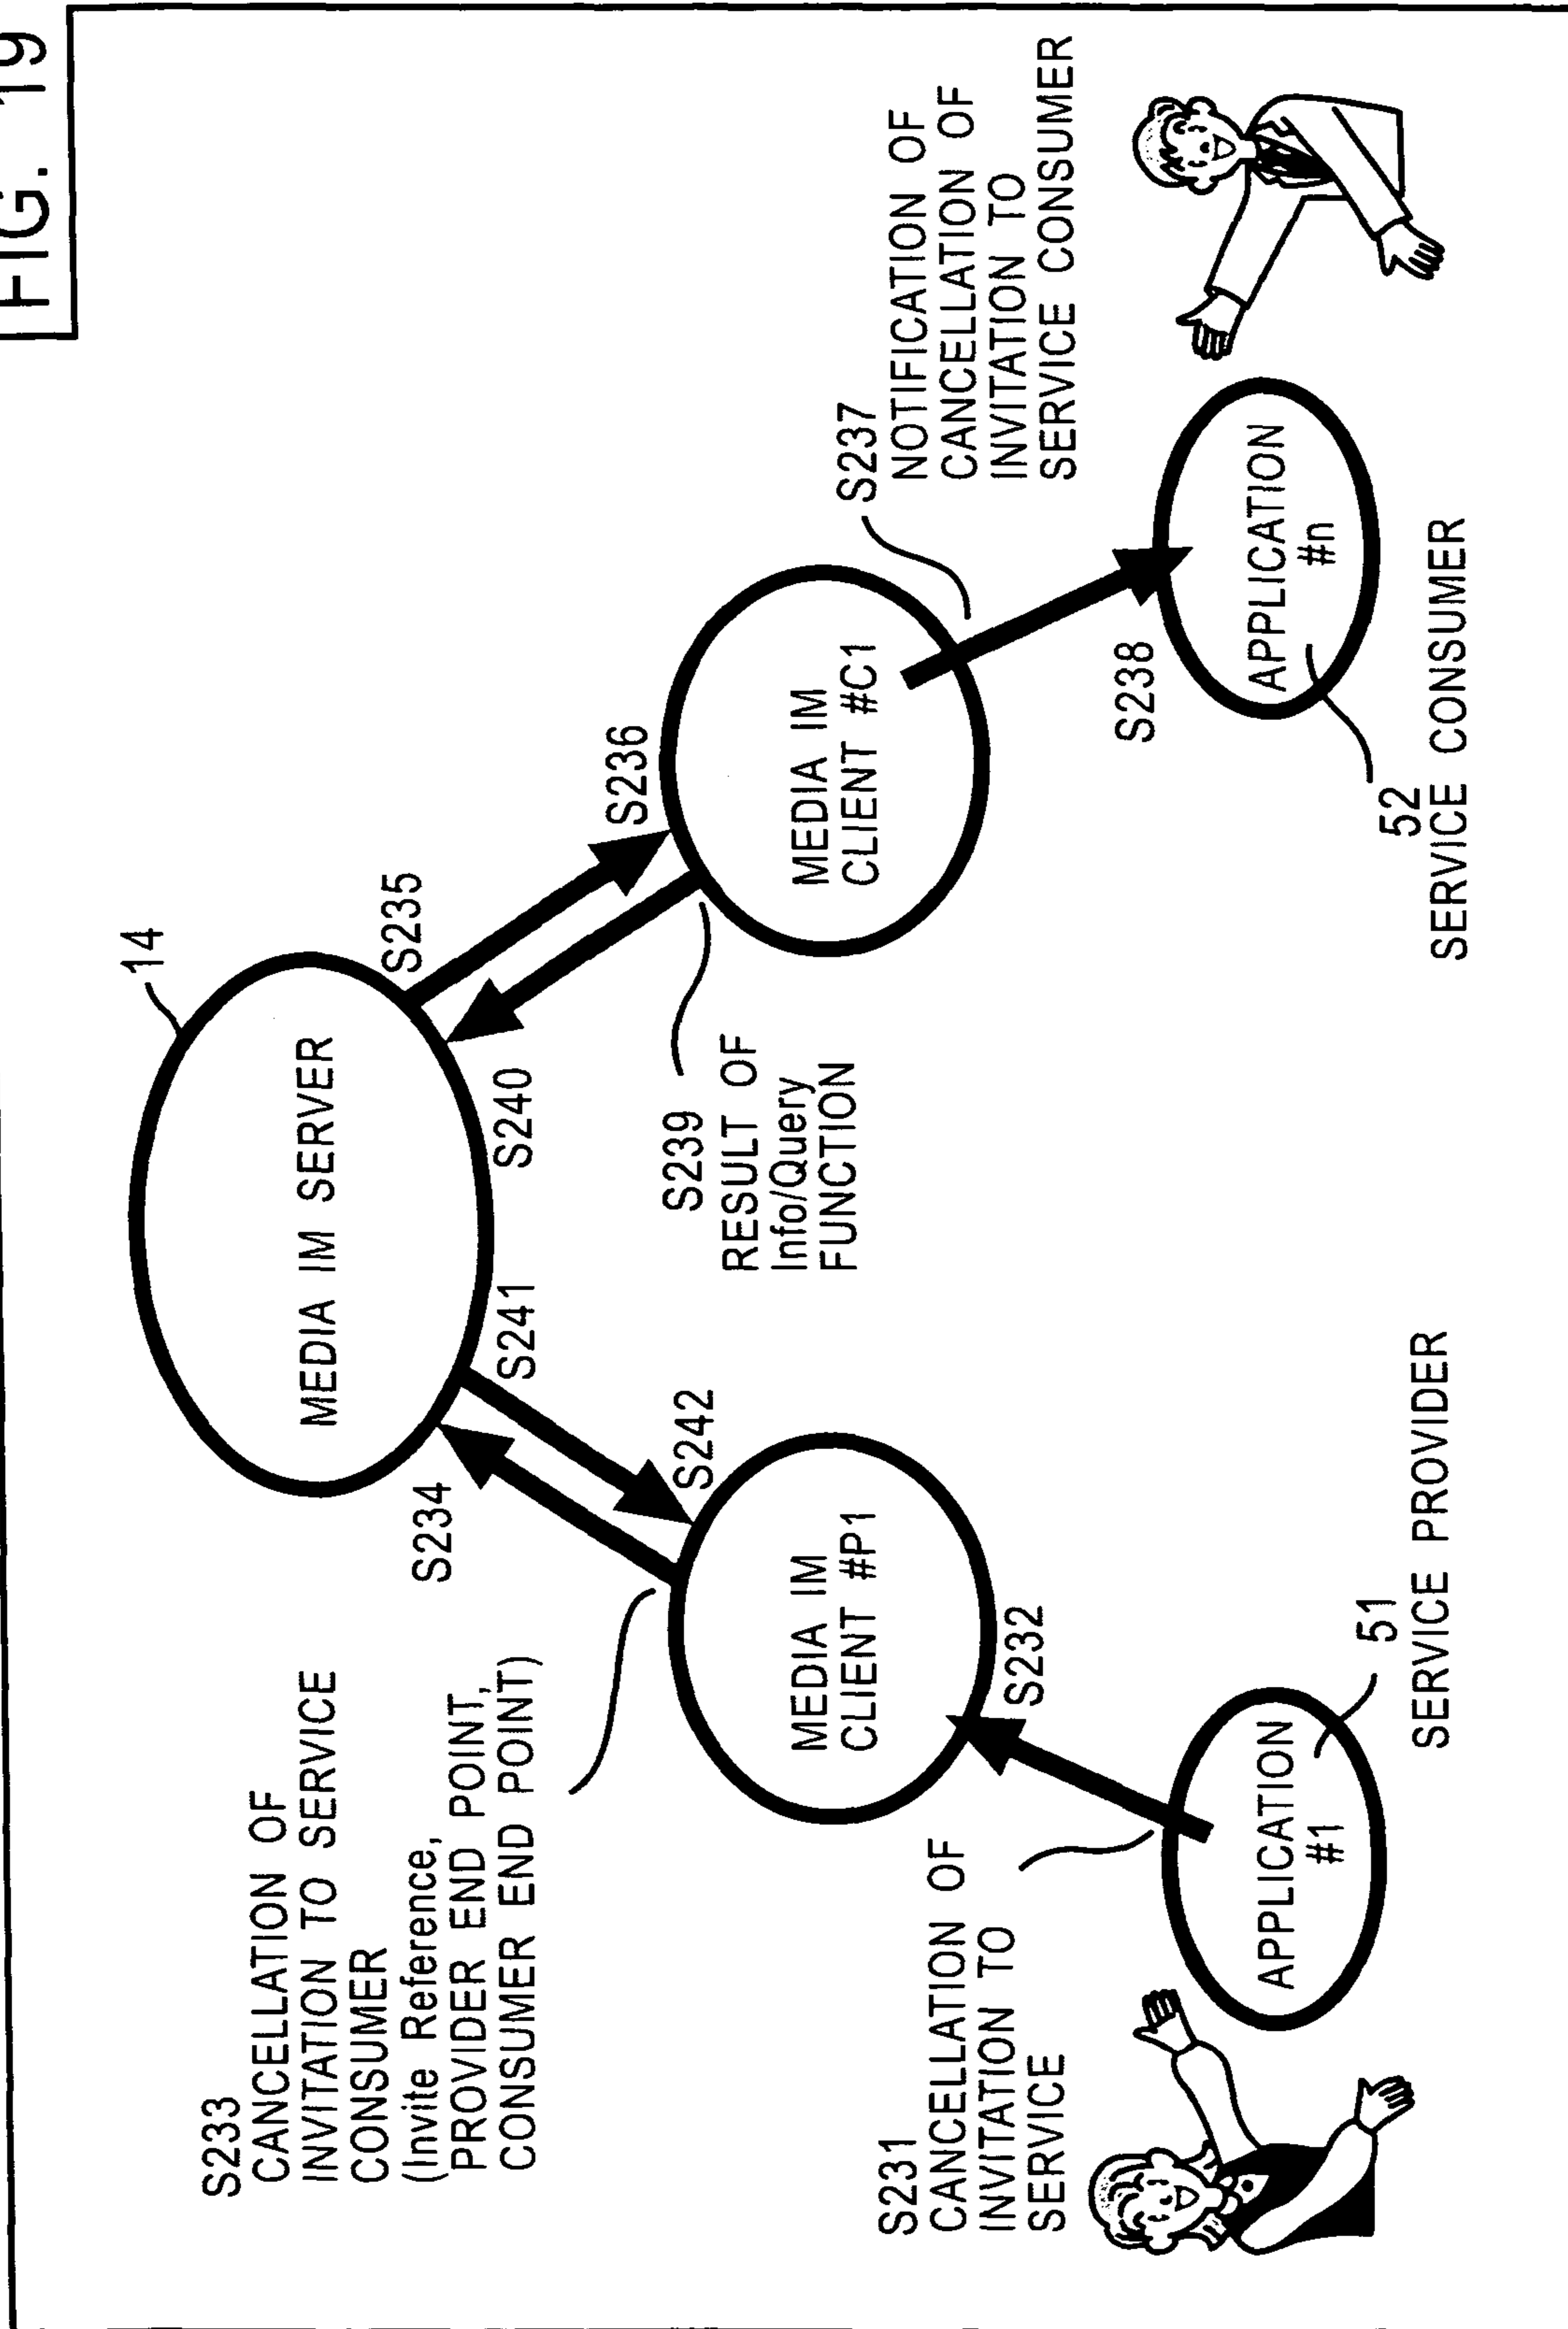 FIG. 19
14
MEDIA IM SERVER
S233
CANCELLATION OF
INVITATION TO SERVICE
CONSUMER
(Invite Reference,
PROVIDER END POINT,
CONSUMER END POINT)
S234
S241
S240
S235
S242
S236
S239
RESULT OF
Info/Query
FUNCTION
MEDIA IM
CLIENT #P1
MEDIA IM
CLIENT #C1
S237
NOTIFICATION OF
CANCELLATION OF
INVITATION TO
SERVICE CONSUMER
S231
CANCELLATION OF
INVITATION TO
SERVICE
S232
S238
APPLICATION
#1
APPLICATION
#n
51
SERVICE PROVIDER
52
SERVICE CONSUMER